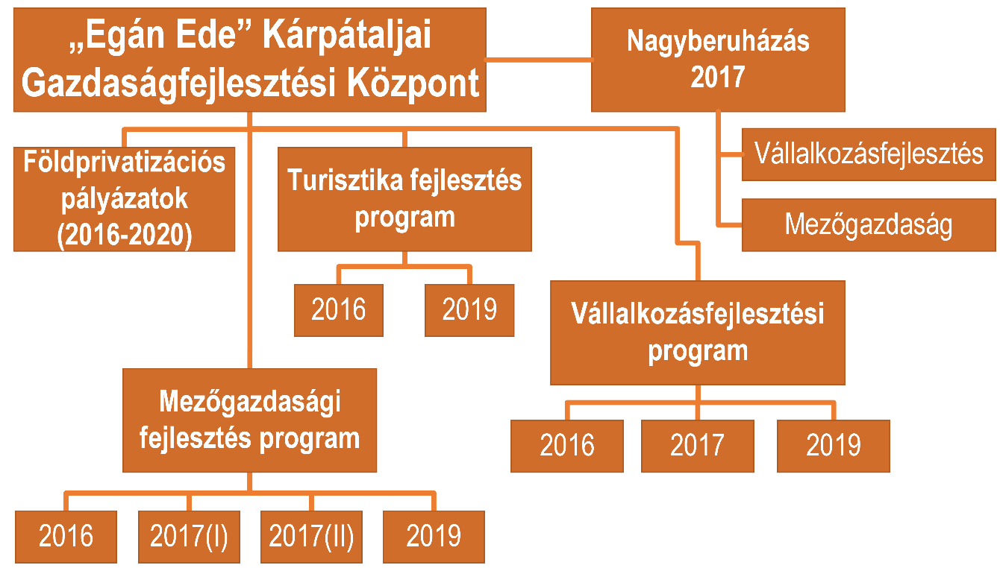 „Egán Ede” Kárpátaljai
Gazdaságfejlesztési Központ
Nagyberuházás
2017
Vállalkozásfejlesztés
Mezőgazdaság
Földprivatizációs
pályázatok
(2016-2020)
Turisztika fejlesztés
program
2016
2019
Vállalkozásfejlesztési
program
2016
2017
2019
Mezőgazdasági
fejlesztés program
2016
2017(I)
2017(II)
2019